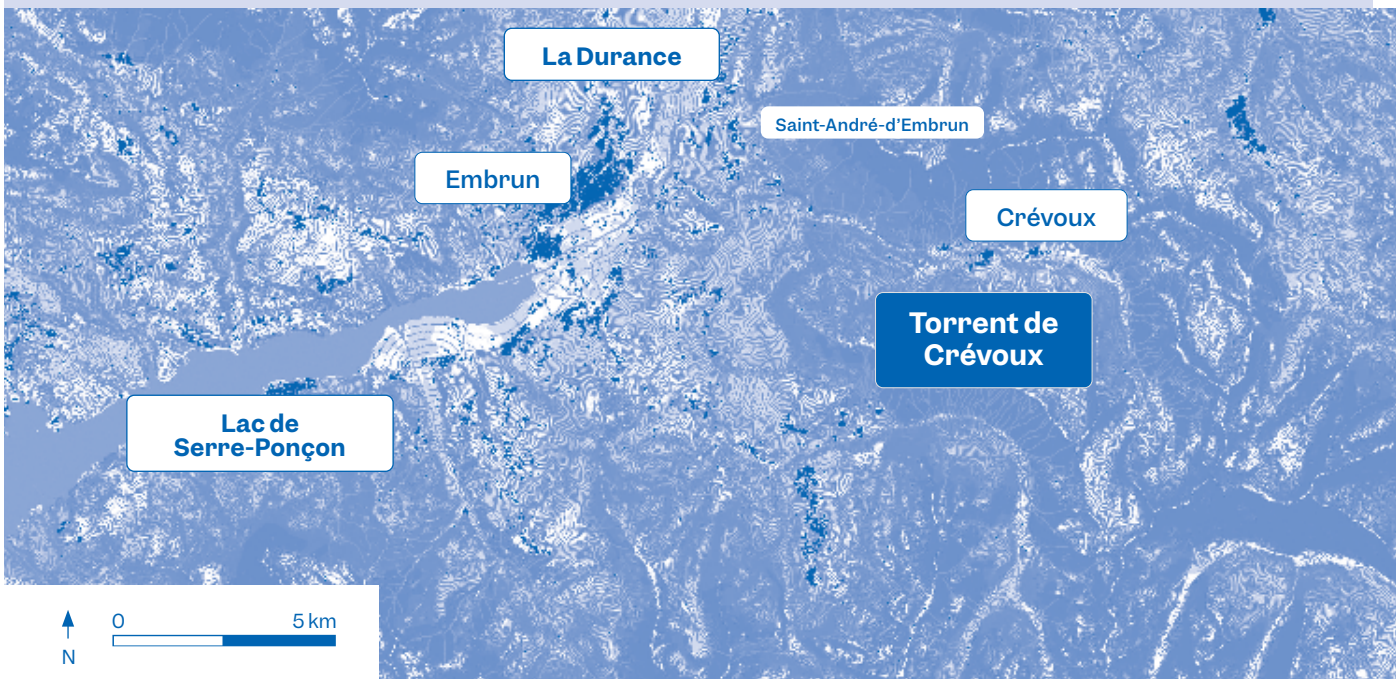 La Durance
Saint-André-d'Embrun
Embrun
Crévoux
Torrent de
Crévoux
Lac de
Serre-Ponçon
0 5 km
N